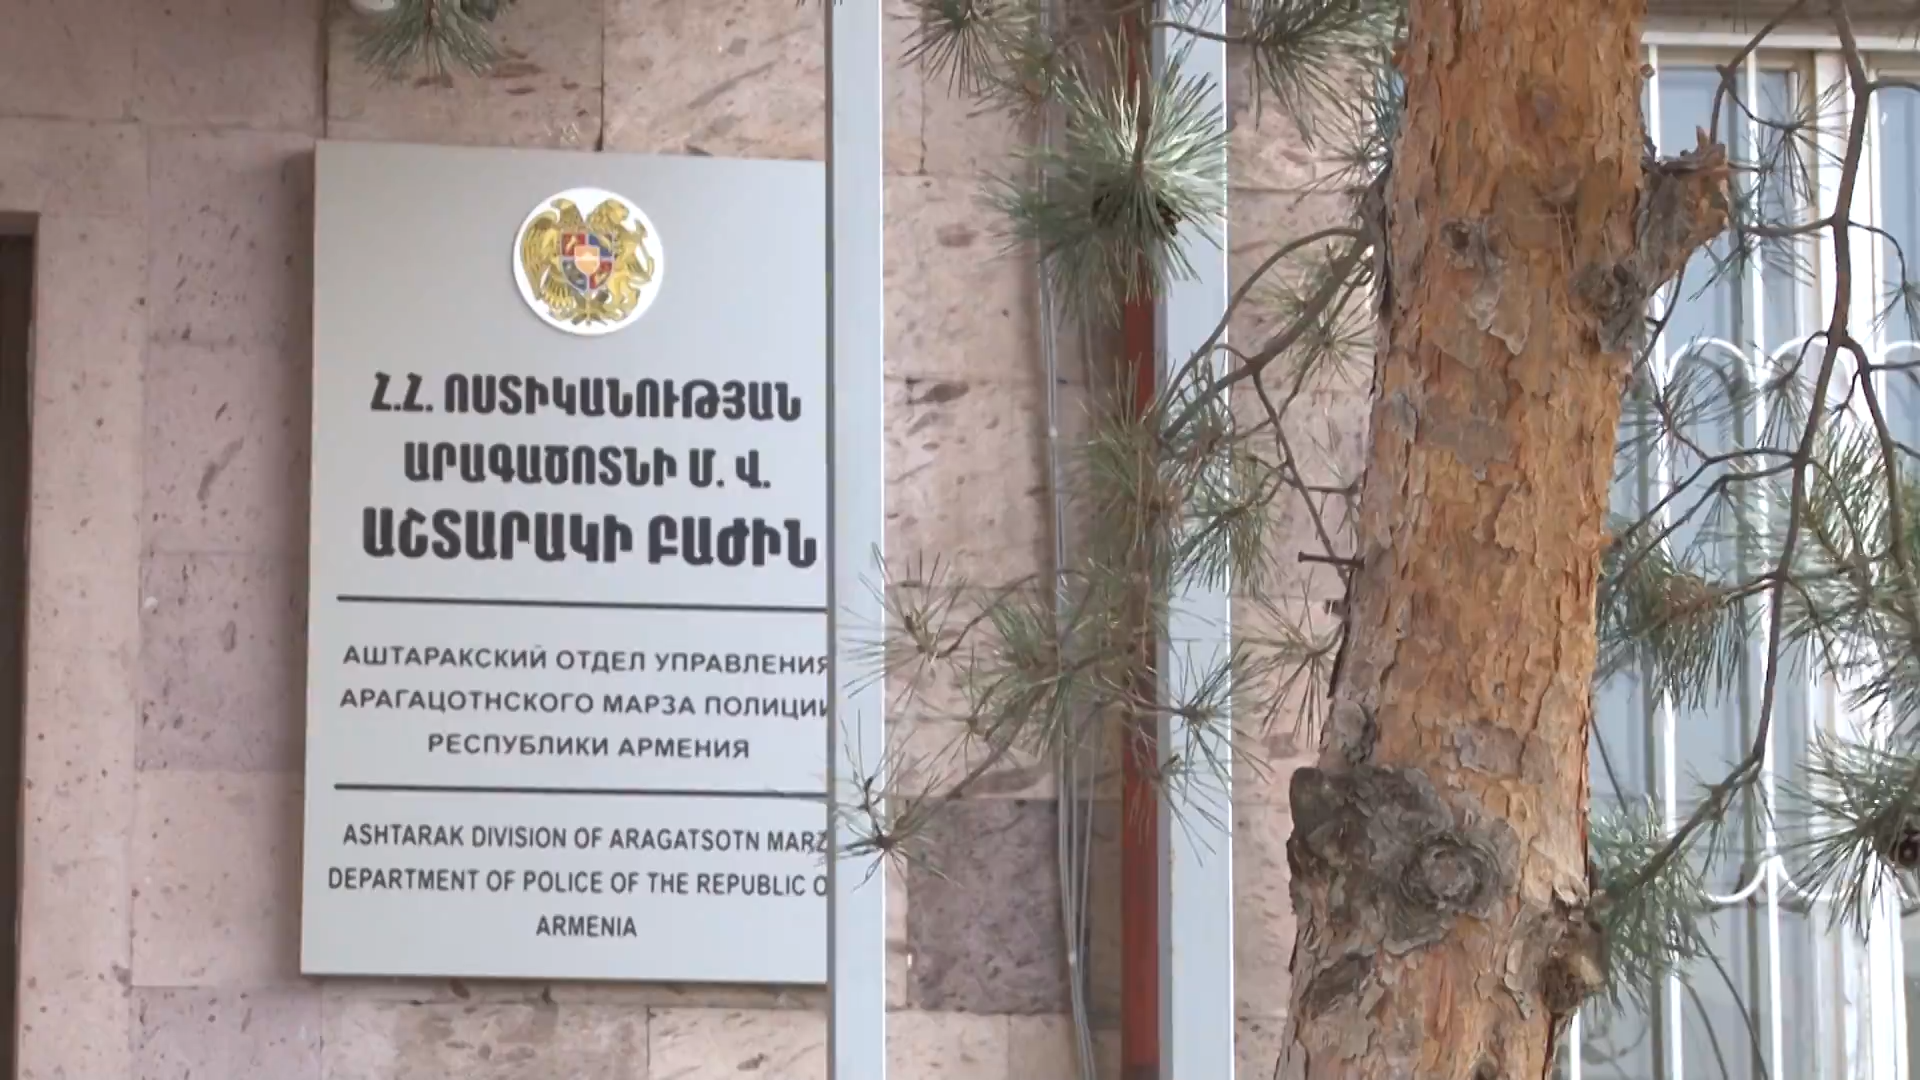 Հ.Հ. ՈՍՏԻԿԱՆՈՒԹՅԱՆ
ԱՐԱԳԱԾՈՏՆԻ Մ. Վ.
ԱՇՏԱՐԱԿԻ ԲԱԺԻՆ
АШТАРАКСКИЙ ОТДЕЛ УПРАВЛЕНИЯ
АРАГАЦОТНСКОГО МАРЗА ПОЛИЦИИ
РЕСПУБЛИКИ АРМЕНИЯ
ASHTARAK DIVISION OF ARAGATSOTN MARZ
DEPARTMENT OF POLICE OF THE REPUBLIC O
ARMENIA